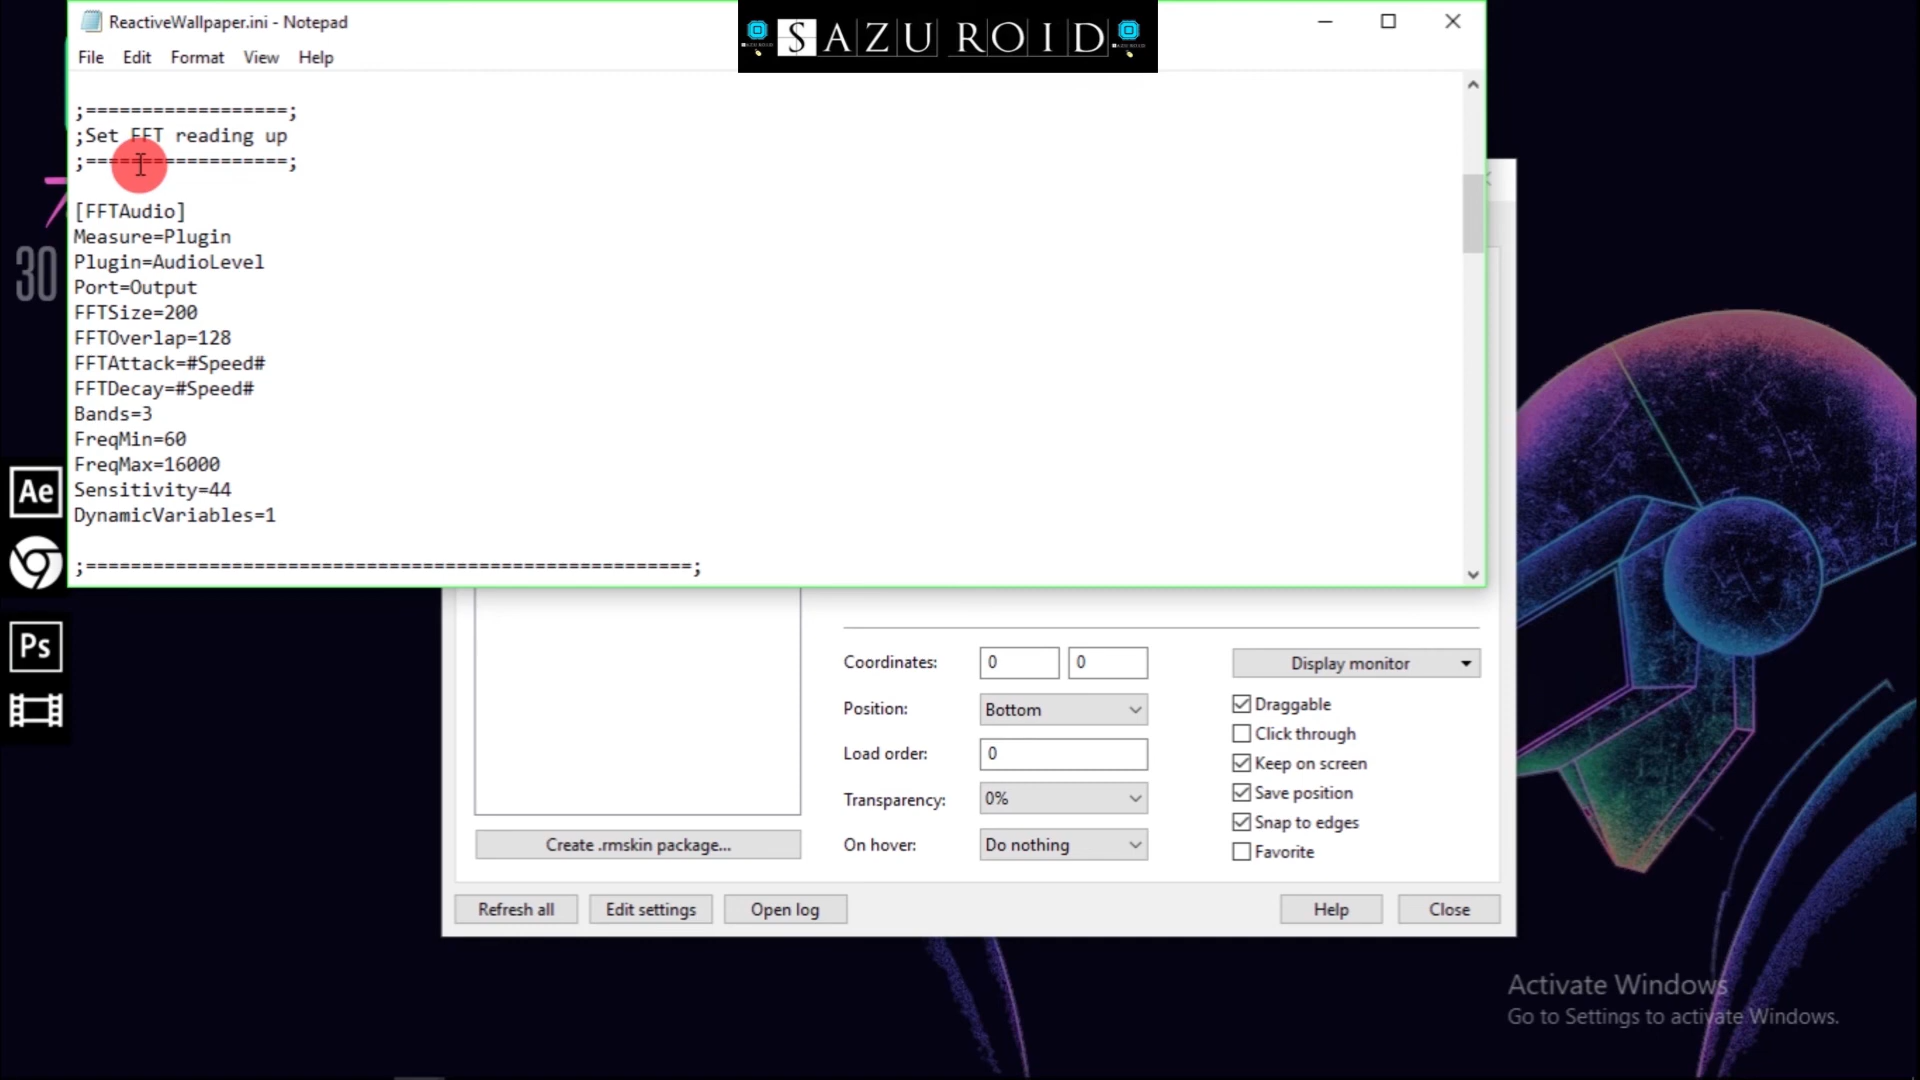 ReactiveWallpaper.ini - Notepad
SAZUROID
File Edit Format View Help
;==================;
;Set FFT reading up
;==================;
[FFTAudio]
Measure=Plugin
Plugin=AudioLevel
Port=Output
FFTSize=200
FFTOverlap=128
FFTAttack=#Speed#
FFTDecay=#Speed#
Bands=3
FreqMin=60
FreqMax=16000
Sensitivity=44
DynamicVariables=1
;======================================================;
30
Ae
Ps
Coordinates: 0 0 Display monitor
Position: Bottom
Draggable
Click through
Load order: 0
Keep on screen
Transparency: 0%
Save position
Snap to edges
Create .rmskin package...
On hover: Do nothing
Favorite
Refresh all Edit settings Open log Help Close
Activate Windows
Go to Settings to activate Windows.